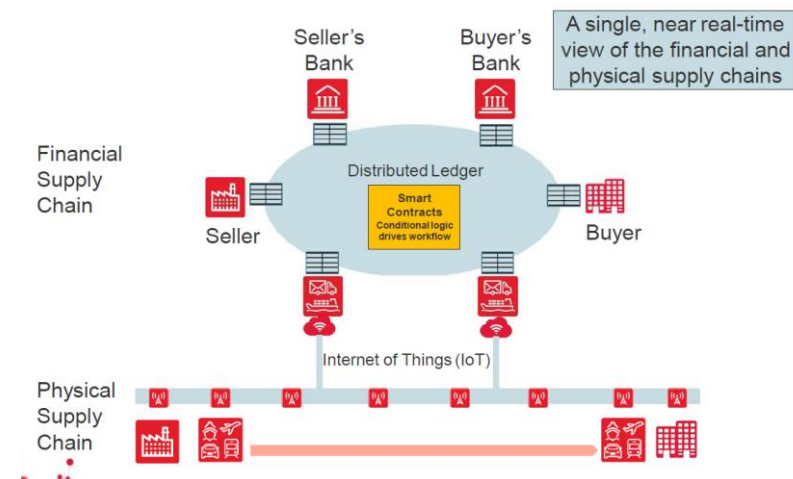 Seller's
Bank
Buyer's
Bank
A single, near real-time
view of the financial and
physical supply chains
Financial
Supply
Chain
Distributed Ledger
Smart
Contracts
Conditional logic
drives workflow
Seller
Buyer
Internet of Things (IoT)
Physical
Supply
Chain